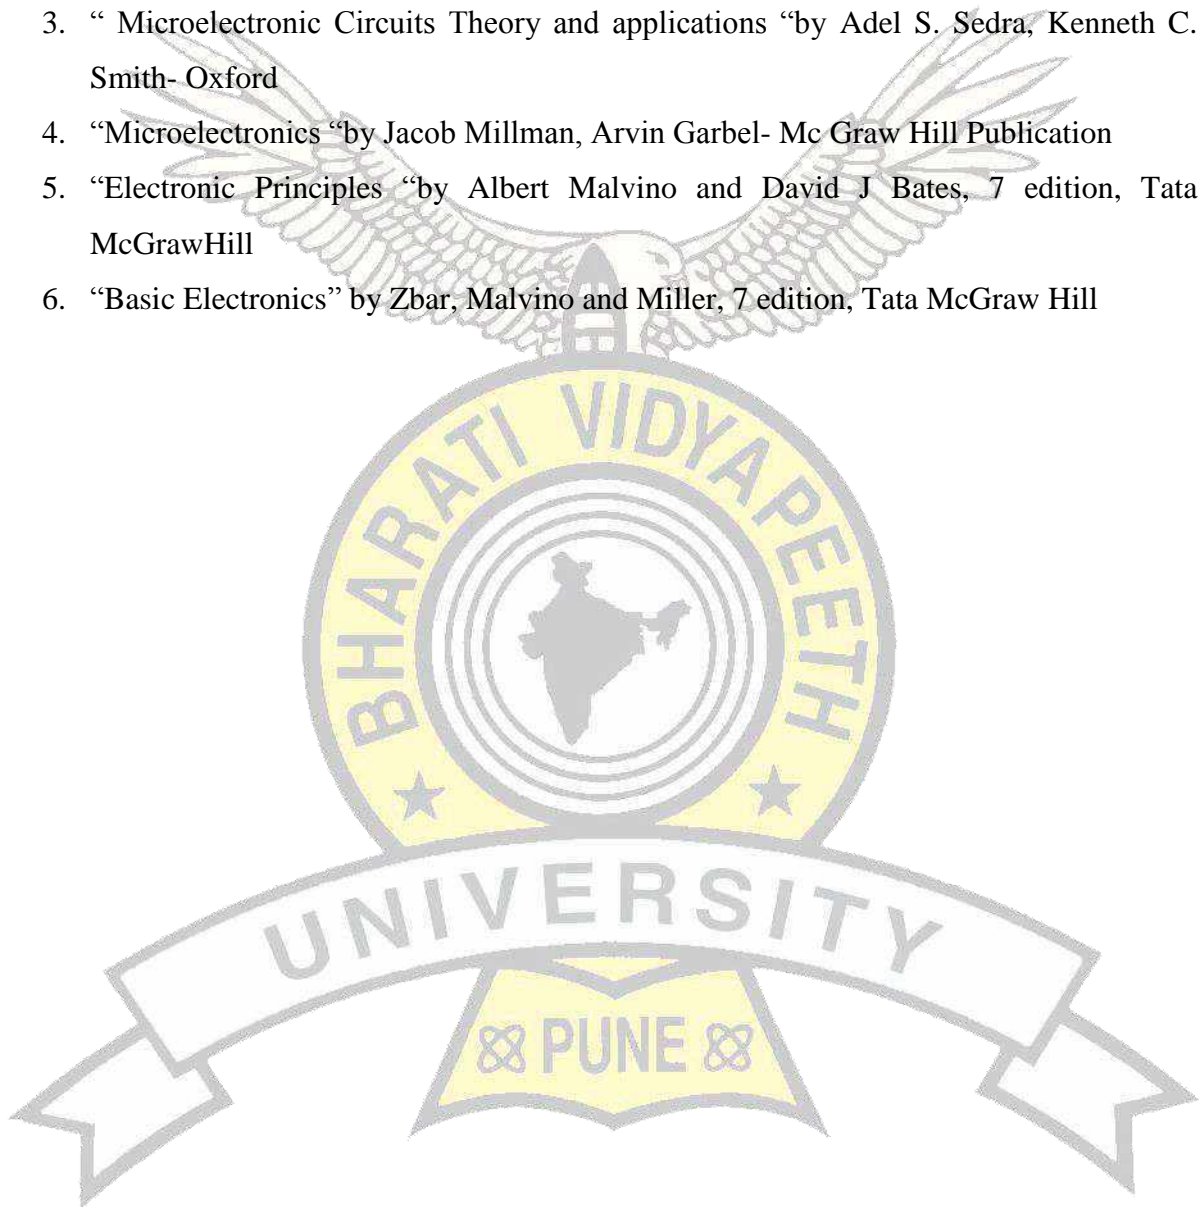 3. “ Microelectronic Circuits Theory and applications “by Adel S. Sedra, Kenneth C.
Smith- Oxford
4. “Microelectronics “by Jacob Millman, Arvin Garbel- Mc Graw Hill Publication
5. “Electronic Principles “by Albert Malvino and David J Bates, 7 edition, Tata
McGrawHill
6. “Basic Electronics” by Zbar, Malvino and Miller, 7 edition, Tata McGraw Hill
BHARATI VIDYAPEETH
UNIVERSITY
PUNE